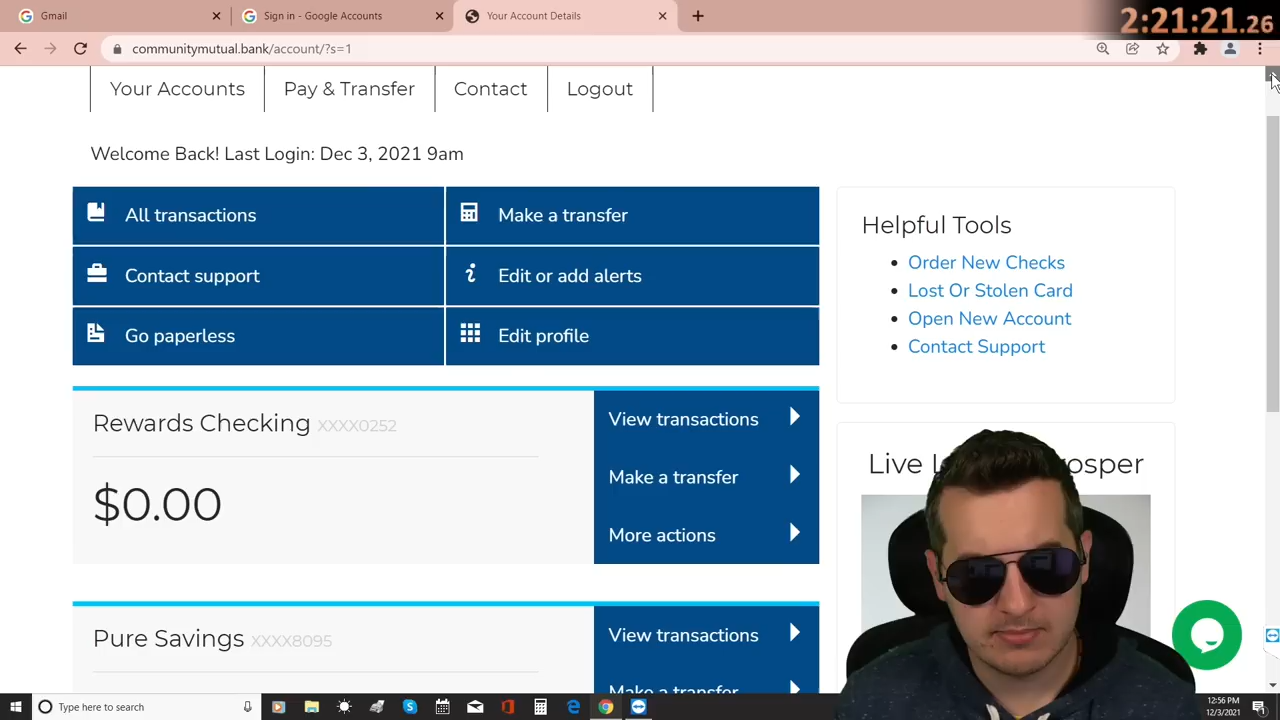 Gmail
Sign in - Google Accounts
Your Account Details
2:21:21.26
communitymutual.bank/account/?s=1
Your Accounts
Pay & Transfer
Contact
Logout
Welcome Back! Last Login: Dec 3, 2021 9am
All transactions
Make a transfer
Contact support
Edit or add alerts
Go paperless
Edit profile
Helpful Tools
Order New Checks
Lost Or Stolen Card
Open New Account
Contact Support
Rewards Checking XXXX0252
$0.00
View transactions
Make a transfer
More actions
Live
Pure Savings XXXX8095
View transactions
Make a transfer
Type here to search
12:56 PM
12/3/2021